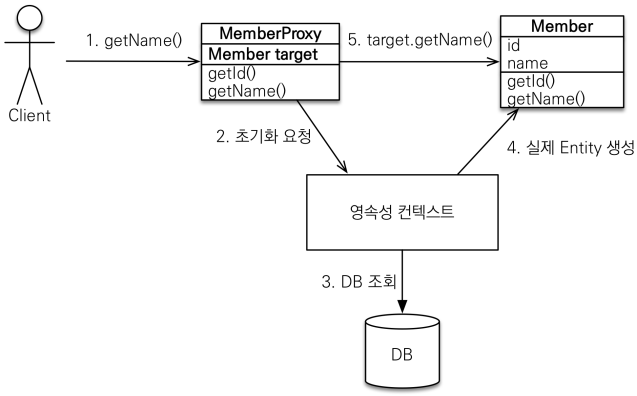 1. getName()
Client
MemberProxy
Member target
getId()
getName()
5. target.getName()
Member
id
name
getId()
getName()
2. 초기화 요청
4. 실제 Entity 생성
영속성 컨텍스트
3. DB 조회
DB